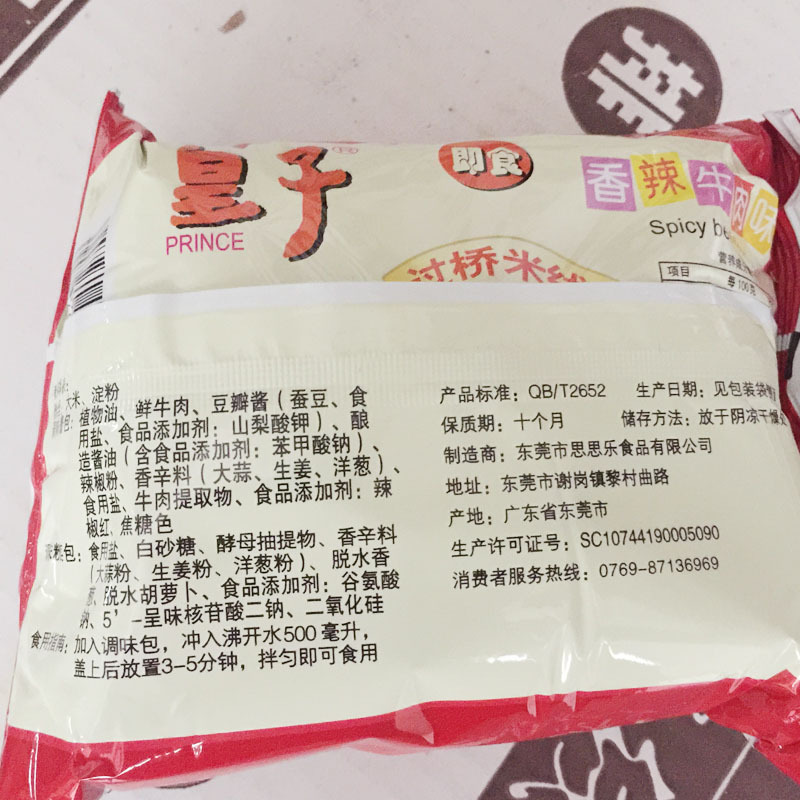 皇子
PRINCE
即食
香辣牛肉味
Spicy be
过桥米
项目
每100克
大米、淀粉
植物油、鲜牛肉、豆瓣酱(蚕豆、食
用盐、食品添加剂:山梨酸钾)、酿
造酱油(含食品添加剂:苯甲酸钠)、
辣椒粉、香辛料(大蒜、生姜、洋葱)、
食用盐、牛肉提取物、食品添加剂:辣
椒红、焦糖色
包:食用盐、白砂糖、酵母抽提物、香辛料
(大蒜粉、生姜粉、洋葱粉)、脱水香
葱、脱水胡萝卜、食品添加剂:谷氨酸
钠、5’-呈味核苷酸二钠、二氧化硅
食用指南:加入调味包,冲入沸开水500毫升,
盖上后放置3-5分钟,拌匀即可食用
产品标准:QB/T2652 生产日期:见包装袋
保质期:十个月 储存方法:放于阴凉干燥
制造商:东莞市思思乐食品有限公司
地址:东莞市谢岗镇黎村曲路
产地:广东省东莞市
生产许可证号:SC10744190005090
消费者服务热线:0769-87136969